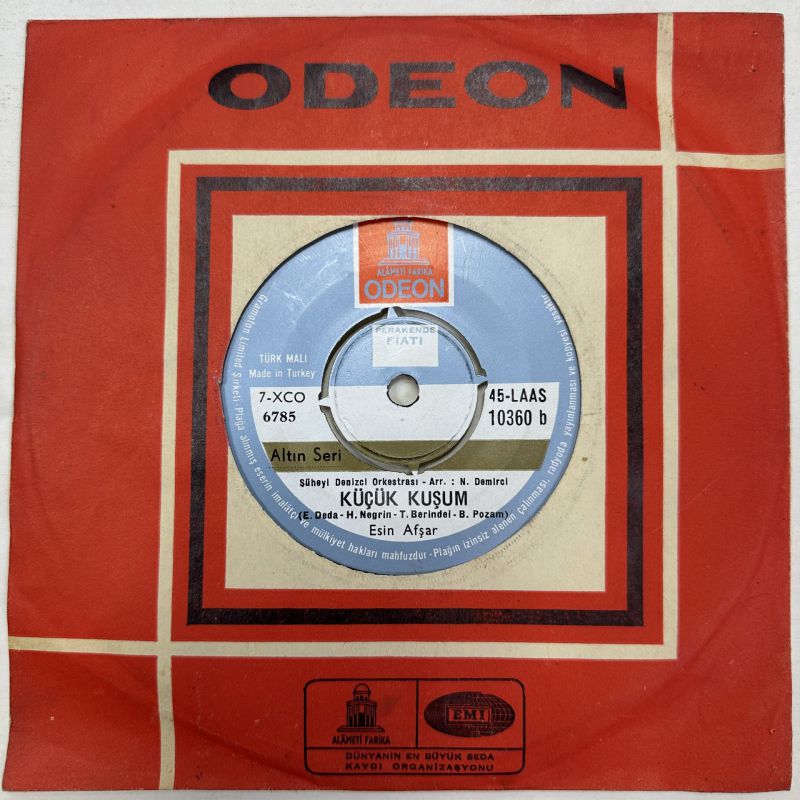 ODEON
ALÂMETİ FARİKA
ODEON
PERAKENDE
FİATI
TÜRK MALI
Made in Turkey
7-XCO
6785
45-LAAS
10360 b
Altın Seri
Şüheyl Denizci Orkestrası - Arr. : N. Demirci
KÜÇÜK KUŞUM
(E. Deda - H. Negrin - T. Berindei - B. Pozam)
Esin Afşar
Gramofon Limited Şirketi - Plağa alınmış eserin imalatçı ve mülkiyet hakları mahfuzdur - Plağın izinsiz alenen çalınması, radyoda yayınlanması ve kopyesi yasaktır
ALÂMETİ FARİKA
EMI
DÜNYANIN EN BÜYÜK SEDA
KAYDI ORGANİZASYONU